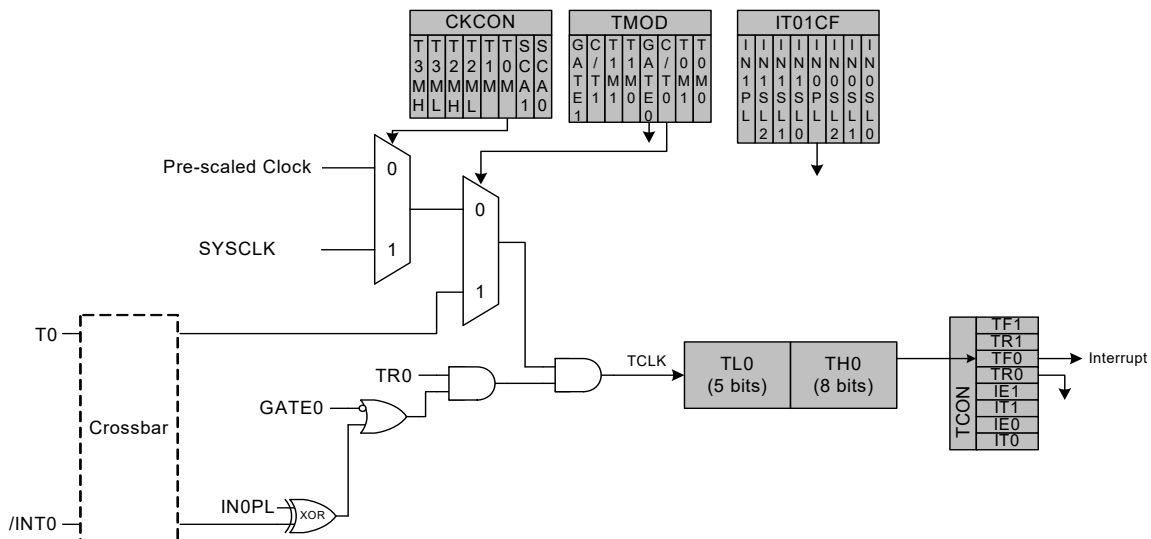 CKCON
T3MH
T3ML
T2MH
T2ML
T1M
T0M
SCA1
SCA0
TMOD
GATE1
C/T1
T1M1
T1M0
GATE0
C/T0
T0M1
T0M0
IT01CF
IN1PL
IN1SL2
IN1SL1
IN1SL0
IN0PL
IN0SL2
IN0SL1
IN0SL0
Pre-scaled Clock
0
SYSCLK
1
0
1
T0
Crossbar
/INT0
TR0
GATE0
IN0PL
XOR
TCLK
TL0
(5 bits)
TH0
(8 bits)
TCON
TF1
TR1
TF0
TR0
IE1
IT1
IE0
IT0
Interrupt